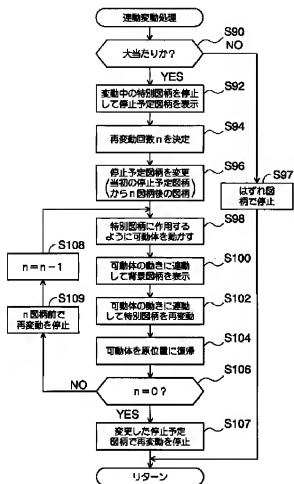 連動変動処理
S90
大当たりか?
NO
YES
S92
変動中の特別図柄を停止
して停止予定図柄を表示
S94
再変動回数nを決定
S96
停止予定図柄を変更
(当初の停止予定図柄
からn図柄後の図柄)
S97
はずれ図
柄で停止
S98
特別図柄に作用する
ように可動体を動かす
S108
n=n-1
S100
可動体の動きに連動
して背景図柄を表示
S109
n図柄前で
再変動を停止
S102
可動体の動きに連動
して特別図柄を再変動
S104
可動体を原位置に復帰
S106
NO
n=0?
YES
S107
変更した停止予定
図柄で再変動を停止
リターン